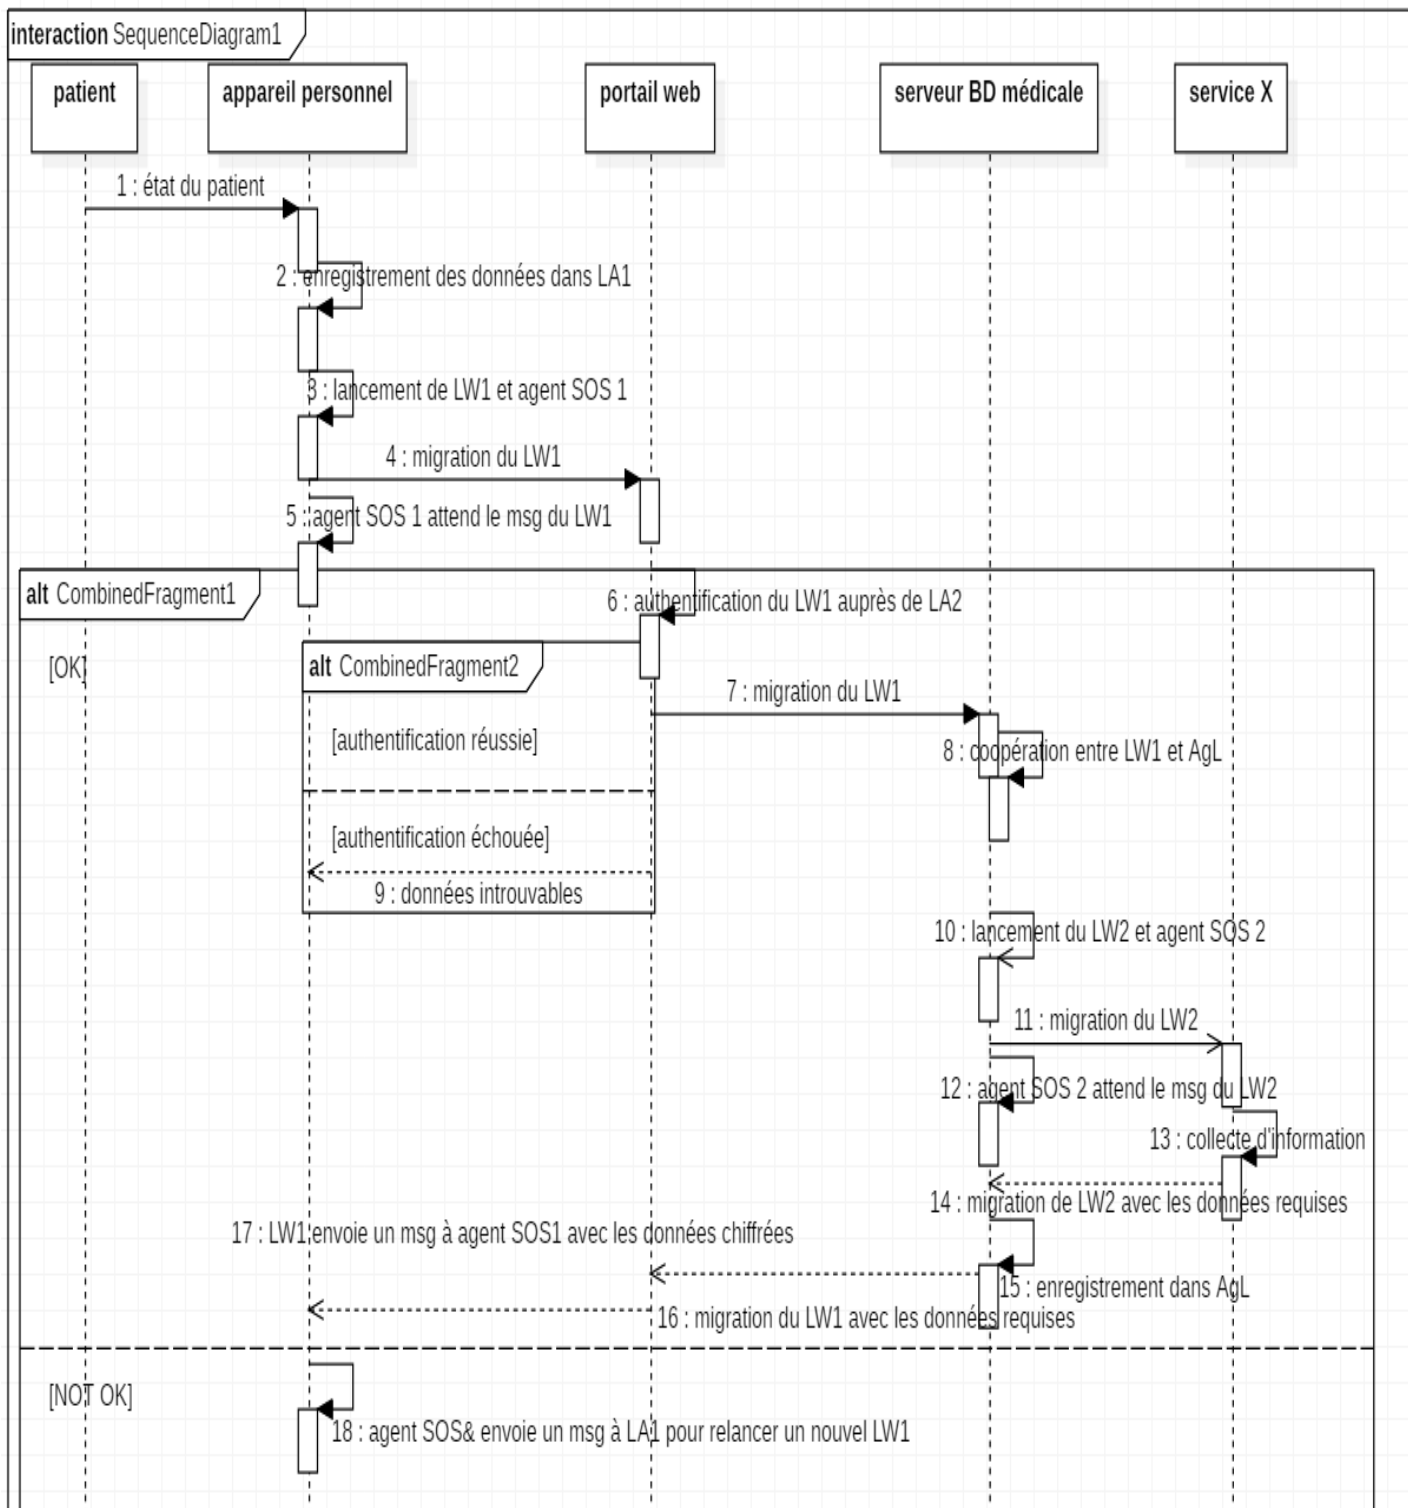 interaction SequenceDiagram1
patient
appareil personnel
portail web
serveur BD médicale
service X
1 : état du patient
2 : enregistrement des données dans LA1
3 : lancement de LW1 et agent SOS 1
4 : migration du LW1
5 : agent SOS 1 attend le msg du LW1
alt CombinedFragment1
6 : authentification du LW1 auprès de LA2
[OK]
alt CombinedFragment2
7 : migration du LW1
[authentification réussie]
8 : coopération entre LW1 et AgL
[authentification échouée]
9 : données introuvables
10 : lancement du LW2 et agent SOS 2
11 : migration du LW2
12 : agent SOS 2 attend le msg du LW2
13 : collecte d'information
14 : migration de LW2 avec les données requises
17 : LW1 envoie un msg à agent SOS1 avec les données chiffrées
15 : enregistrement dans AgL
16 : migration du LW1 avec les données requises
[NOT OK]
18 : agent SOS& envoie un msg à LA1 pour relancer un nouvel LW1